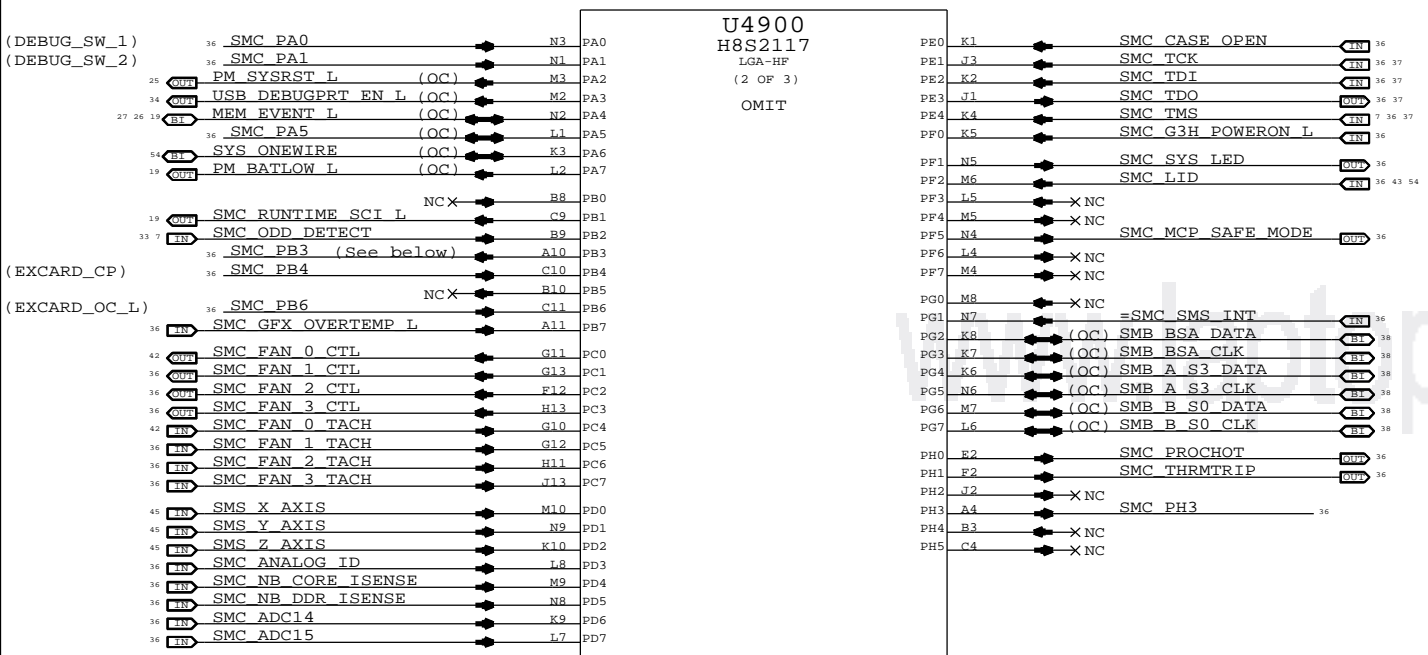 U4900
H8S2117
LGA-HF
(2 OF 3)
OMIT
(DEBUG_SW_1) 36 SMC_PA0 N3 PA0
(DEBUG_SW_2) 36 SMC_PA1 N1 PA1
25 OUT PM_SYSRST_L (OC) M3 PA2
34 OUT USB_DEBUGPRT_EN_L (OC) M2 PA3
27 26 19 BI MEM_EVENT_L (OC) N2 PA4
36 SMC_PA5 (OC) L1 PA5
54 BI SYS_ONEWIRE (OC) K3 PA6
19 OUT PM_BATLOW_L (OC) L2 PA7
NC B8 PB0
19 OUT SMC_RUNTIME_SCI_L C9 PB1
33 7 IN SMC_ODD_DETECT B9 PB2
36 SMC_PB3 (See below) A10 PB3
(EXCARD_CP) 36 SMC_PB4 C10 PB4
NC B10 PB5
(EXCARD_OC_L) 36 SMC_PB6 C11 PB6
36 IN SMC_GFX_OVERTEMP_L A11 PB7
42 OUT SMC_FAN_0_CTL G11 PC0
36 OUT SMC_FAN_1_CTL G13 PC1
36 OUT SMC_FAN_2_CTL F12 PC2
36 OUT SMC_FAN_3_CTL H13 PC3
42 IN SMC_FAN_0_TACH G10 PC4
36 IN SMC_FAN_1_TACH G12 PC5
36 IN SMC_FAN_2_TACH H11 PC6
36 IN SMC_FAN_3_TACH J13 PC7
45 IN SMS_X_AXIS M10 PD0
45 IN SMS_Y_AXIS N9 PD1
45 IN SMS_Z_AXIS K10 PD2
36 IN SMC_ANALOG_ID L8 PD3
36 IN SMC_NB_CORE_ISENSE M9 PD4
36 IN SMC_NB_DDR_ISENSE N8 PD5
36 IN SMC_ADC14 K9 PD6
36 IN SMC_ADC15 L7 PD7
PE0 K1 SMC_CASE_OPEN IN 36
PE1 J3 SMC_TCK IN 36 37
PE2 K2 SMC_TDI IN 36 37
PE3 J1 SMC_TDO OUT 36 37
PE4 K4 SMC_TMS IN 7 36 37
PF0 K5 SMC_G3H_POWERON_L IN 36
PF1 N5 SMC_SYS_LED OUT 36
PF2 M6 SMC_LID IN 36 43 54
PF3 L5 NC
PF4 M5 NC
PF5 N4 SMC_MCP_SAFE_MODE OUT 36
PF6 L4 NC
PF7 M4 NC
PG0 M8 NC
PG1 N7 =SMC_SMS_INT IN 36
PG2 K8 (OC) SMB_BSA_DATA BI 38
PG3 K7 (OC) SMB_BSA_CLK BI 38
PG4 K6 (OC) SMB_A_S3_DATA BI 38
PG5 N6 (OC) SMB_A_S3_CLK BI 38
PG6 M7 (OC) SMB_B_S0_DATA BI 38
PG7 L6 (OC) SMB_B_S0_CLK BI 38
PH0 E2 SMC_PROCHOT OUT 36
PH1 F2 SMC_THRMTRIP OUT 36
PH2 J2 NC
PH3 A4 SMC_PH3 36
PH4 B3 NC
PH5 C4 NC
www.laptop